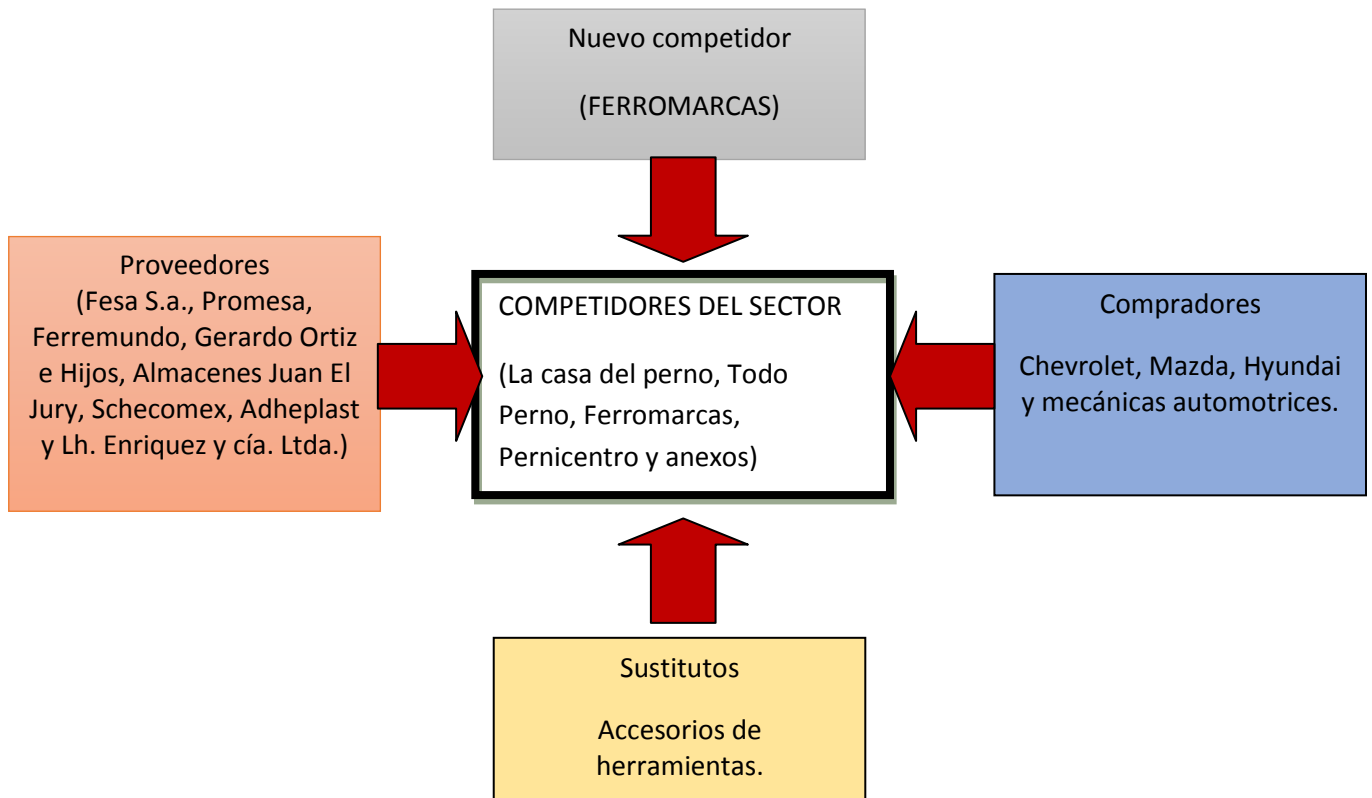 Nuevo competidor
(FERROMARCAS)
Proveedores
(Fesa S.a., Promesa,
Ferremundo, Gerardo Ortiz
e Hijos, Almacenes Juan El
Jury, Schecomex, Adheplast
y Lh. Enriquez y cía. Ltda.)
COMPETIDORES DEL SECTOR
(La casa del perno, Todo
Perno, Ferromarcas,
Pernicentro y anexos)
Compradores
Chevrolet, Mazda, Hyundai
y mecánicas automotrices.
Sustitutos
Accesorios de
herramientas.